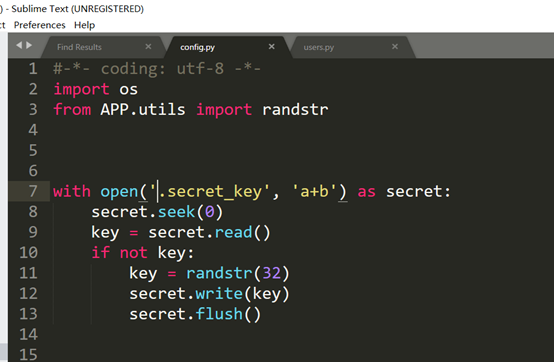 ) - Sublime Text (UNREGISTERED)
ct Preferences Help
Find Results config.py users.py
1 #-*- coding: utf-8 -*-
2 import os
3 from APP.utils import randstr
4
5
6
7 with open('.secret_key', 'a+b') as secret:
8     secret.seek(0)
9     key = secret.read()
10     if not key:
11         key = randstr(32)
12         secret.write(key)
13         secret.flush()
14
15